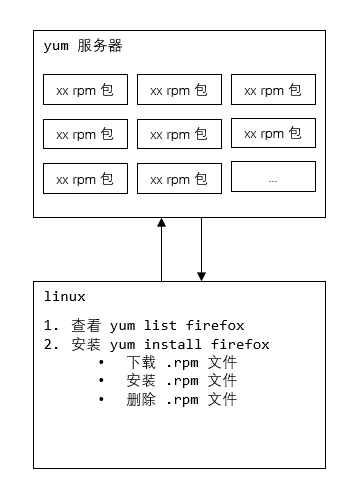 yum 服务器
xx rpm 包
xx rpm 包
xx rpm 包
xx rpm 包
xx rpm 包
xx rpm 包
xx rpm 包
xx rpm 包
...
linux
1. 查看 yum list firefox
2. 安装 yum install firefox
• 下载 .rpm 文件
• 安装 .rpm 文件
• 删除 .rpm 文件